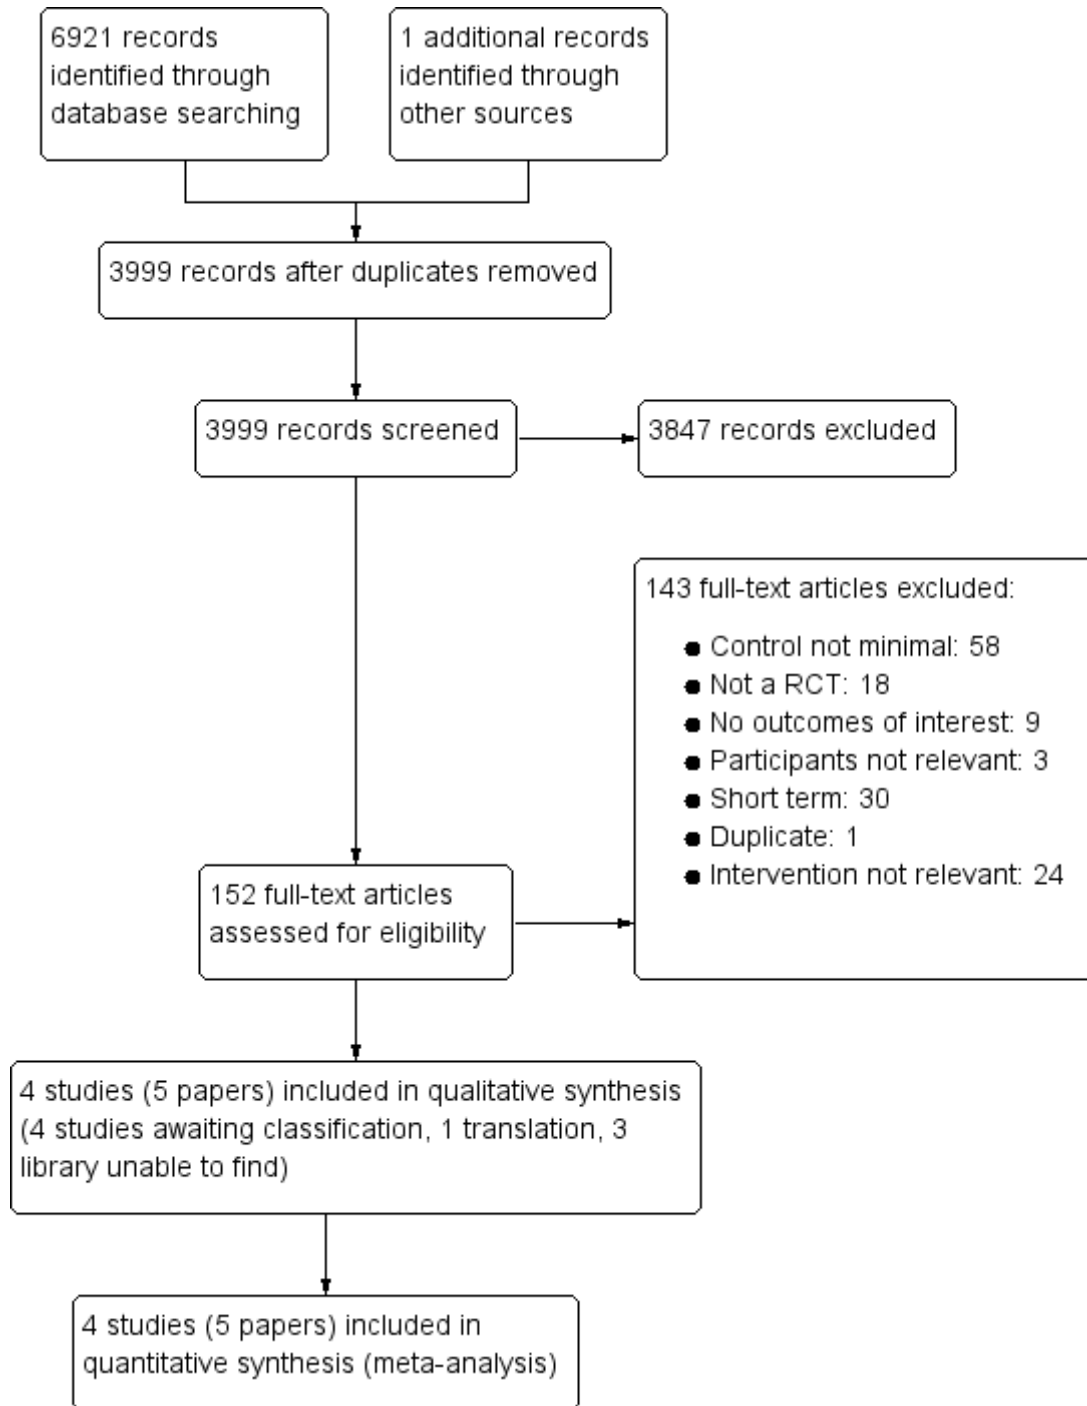 6921 records
identified through
database searching
1 additional records
identified through
other sources
3999 records after duplicates removed
3999 records screened
3847 records excluded
143 full-text articles excluded:
● Control not minimal: 58
● Not a RCT: 18
● No outcomes of interest: 9
● Participants not relevant: 3
● Short term: 30
● Duplicate: 1
● Intervention not relevant: 24
152 full-text articles
assessed for eligibility
4 studies (5 papers) included in qualitative synthesis
(4 studies awaiting classification, 1 translation, 3
library unable to find)
4 studies (5 papers) included in
quantitative synthesis (meta-analysis)